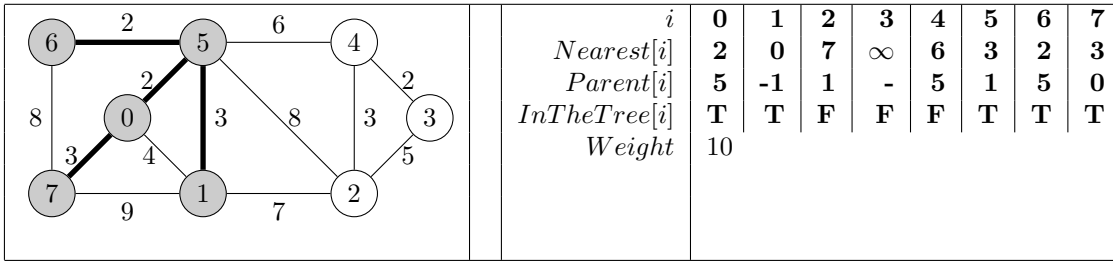 2
6 5 6 4
2 2
8 0 3 8 3 3
3 4 5
7 1 2
9 7
i 0 1 2 3 4 5 6 7
Nearest[i] 2 0 7 ∞ 6 3 2 3
Parent[i] 5 -1 1 - 5 1 5 0
InTheTree[i] T T F F F T T T
Weight 10